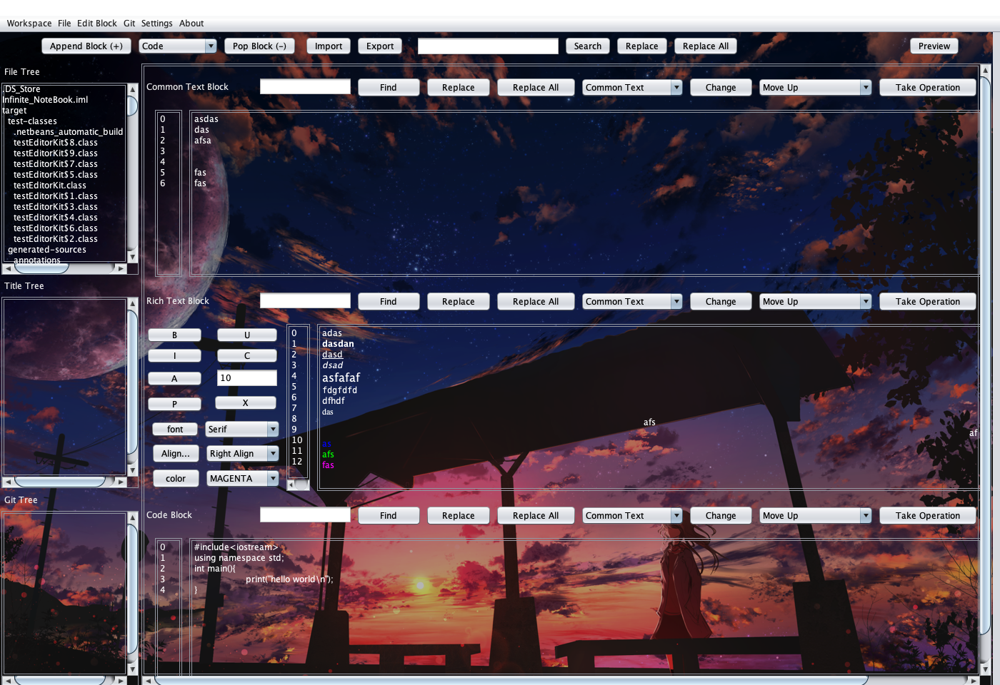 Workspace File Edit Block Git Settings About
Append Block (+) Code Pop Block (-) Import Export Search Replace Replace All Preview
File Tree
.DS_Store
Infinite_NoteBook.iml
target
test-classes
.netbeans_automatic_build
testEditorKit$8.class
testEditorKit$9.class
testEditorKit$7.class
testEditorKit$5.class
testEditorKit.class
testEditorKit$1.class
testEditorKit$3.class
testEditorKit$4.class
testEditorKit$6.class
testEditorKit$2.class
generated-sources
annotations
Title Tree
Git Tree
Common Text Block Find Replace Replace All Common Text Change Move Up Take Operation
0 asdas
1 das
2 afsa
3
4
5 fas
6 fas
Rich Text Block Find Replace Replace All Common Text Change Move Up Take Operation
B U
I C
A 10
P X
font Serif
Align... Right Align
color MAGENTA
0 adas
1 dasdan
2 dasd
3 dsad
4 asfafaf
5 fdgfdfd
6 dfhdf
7 das
8 afs
9 af
10 as
11 afs
12 fas
Code Block Find Replace Replace All Common Text Change Move Up Take Operation
0 #include<iostream>
1 using namespace std;
2 int main(){
3 print("hello world\n");
4 }